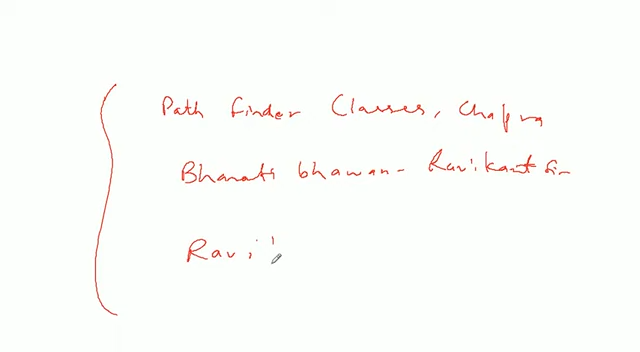 Path finder Classes, Chapra
Bharati bhawan - Ravikant Sir
Ravi